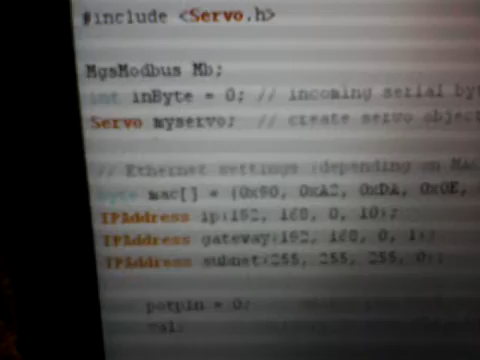 #include <Servo.h>
MgsModbus Mb;
int inByte = 0; // incoming serial byt
Servo myservo; // create servo object
// Ethernet settings (depending on MAC
byte mac[] = {0x90, 0xA2, 0xDA, 0x0E,
IPAddress ip(192, 168, 0, 10);
IPAddress gateway(192, 168, 0, 1);
IPAddress subnet(255, 255, 255, 0);
potpin = 0;
val;